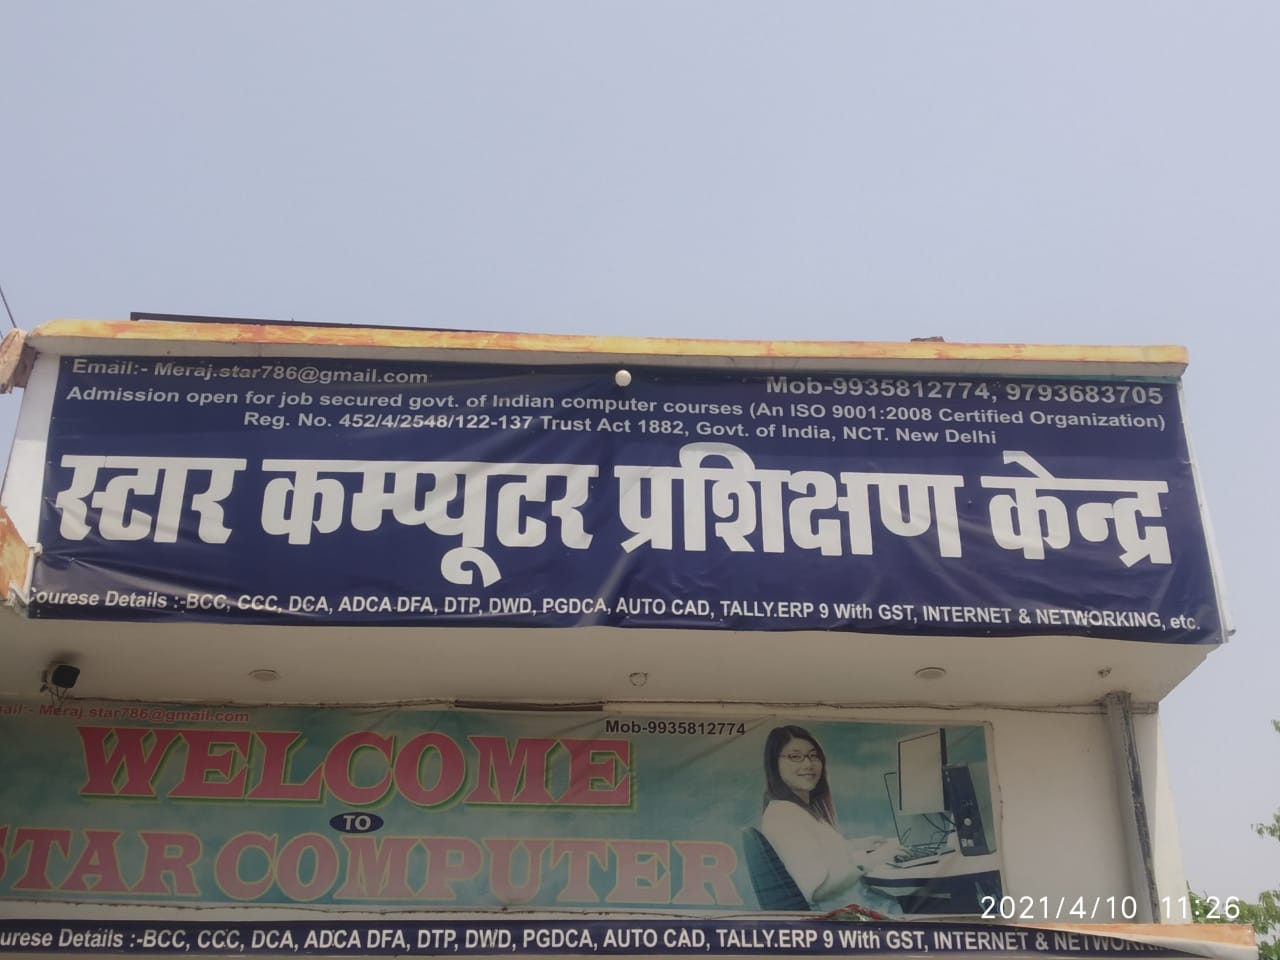 Email:- Meraj.star786@gmail.com
Mob-9935812774, 9793683705
Admission open for job secured govt. of Indian computer courses (An ISO 9001:2008 Certified Organization)
Reg. No. 452/4/2548/122-137 Trust Act 1882, Govt. of India, NCT. New Delhi
स्टार कम्प्यूटर प्रशिक्षण केन्द्र
Courese Details :-BCC, CCC, DCA, ADCA DFA, DTP, DWD, PGDCA, AUTO CAD, TALLY.ERP 9 With GST, INTERNET & NETWORKING, etc.
ail:- Meraj.star786@gmail.com
Mob-9935812774
WELCOME
TO
STAR COMPUTER
urese Details :-BCC, CCC, DCA, ADCA DFA, DTP, DWD, PGDCA, AUTO CAD, TALLY.ERP 9 With GST, INTERNET &
2021/4/10 11:26